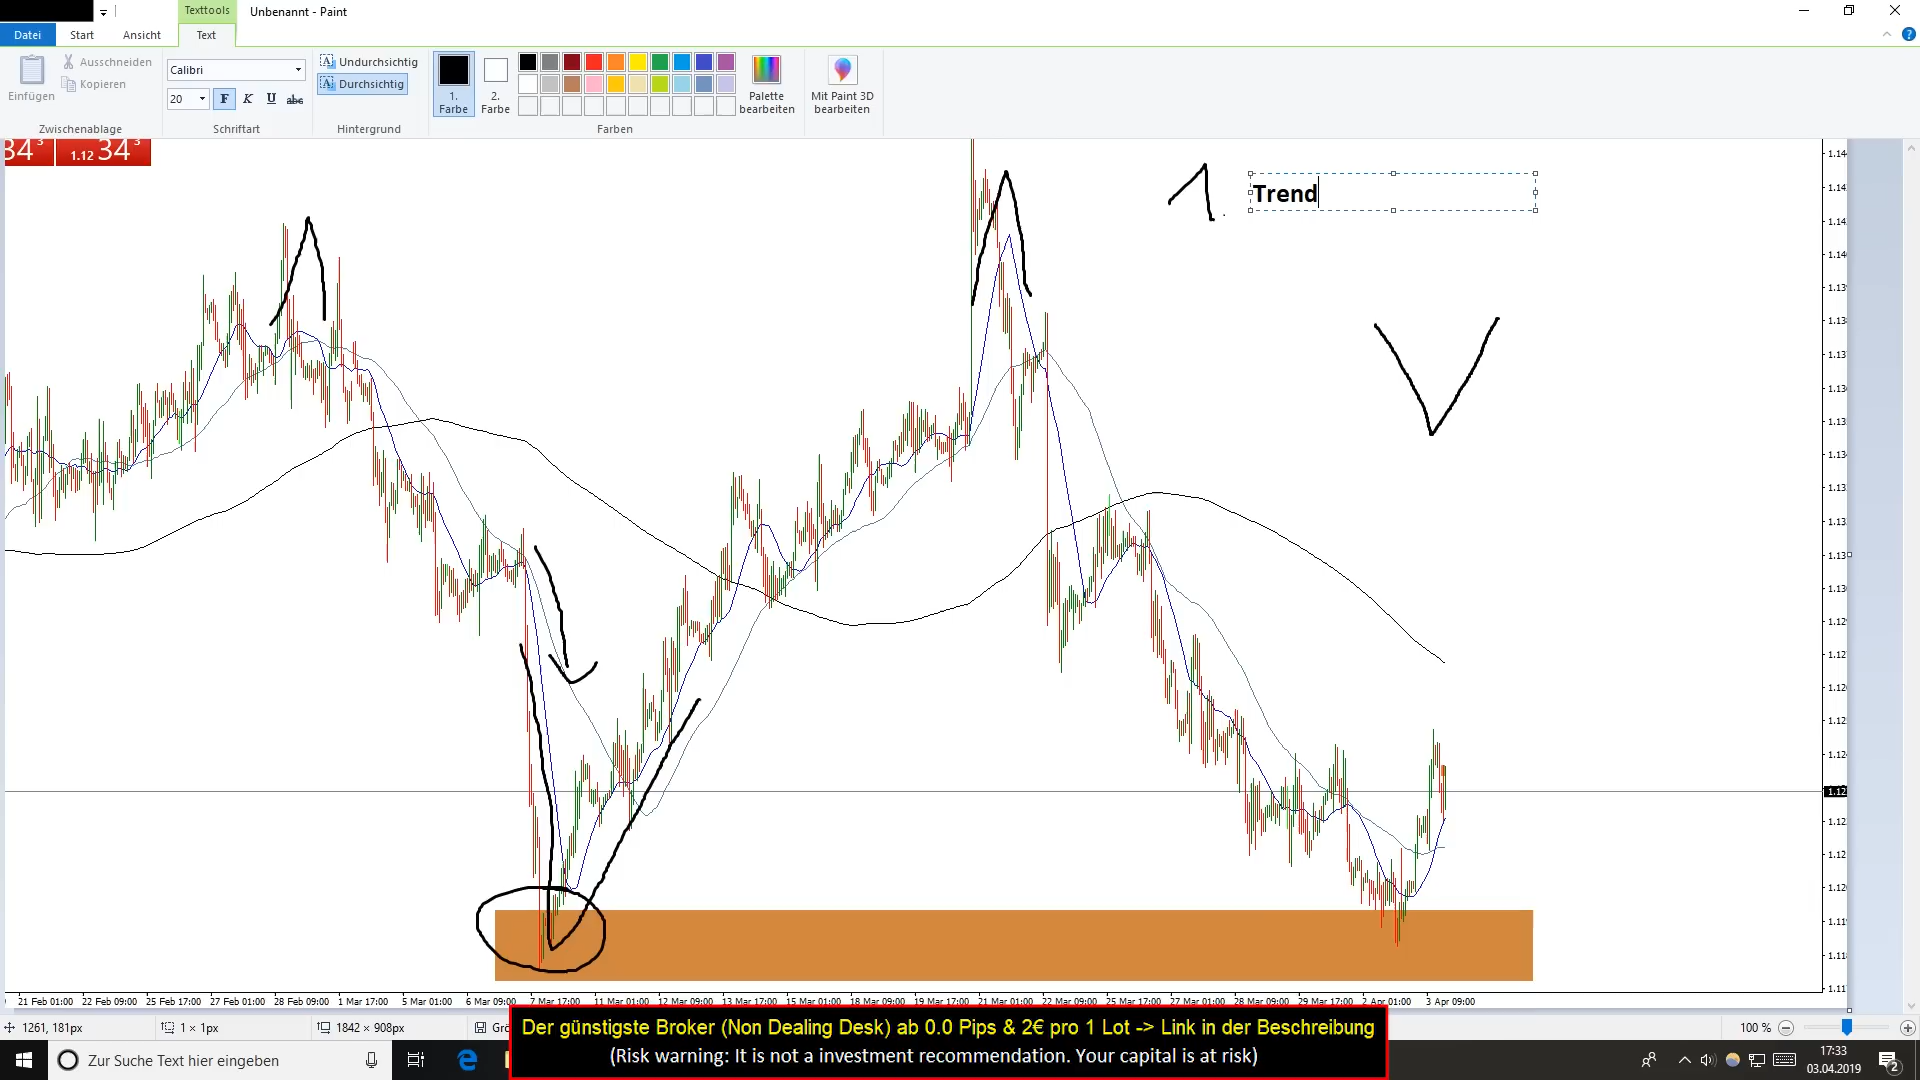 Texttools
Unbenannt - Paint
Datei
Start
Ansicht
Text
Einfügen
Ausschneiden
Kopieren
Zwischenablage
Calibri
20
F K U abc
Schriftart
Undurchsichtig
Durchsichtig
Hintergrund
1. Farbe
2. Farbe
Palette bearbeiten
Mit Paint 3D bearbeiten
Farben
34 3
1.12 34 3
1. Trend
21 Feb 01:00
22 Feb 09:00
25 Feb 17:00
27 Feb 01:00
28 Feb 09:00
1 Mar 17:00
5 Mar 01:00
6 Mar 09:00
7 Mar 17:00
11 Mar 01:00
12 Mar 09:00
13 Mar 17:00
15 Mar 01:00
18 Mar 09:00
19 Mar 17:00
21 Mar 01:00
22 Mar 09:00
25 Mar 17:00
27 Mar 01:00
28 Mar 09:00
29 Mar 17:00
2 Apr 01:00
3 Apr 09:00
1261, 181px
1 × 1px
1842 × 908px
100 %
Der günstigste Broker (Non Dealing Desk) ab 0.0 Pips & 2€ pro 1 Lot -> Link in der Beschreibung
(Risk warning: It is not a investment recommendation. Your capital is at risk)
Zur Suche Text hier eingeben
17:33
03.04.2019
2